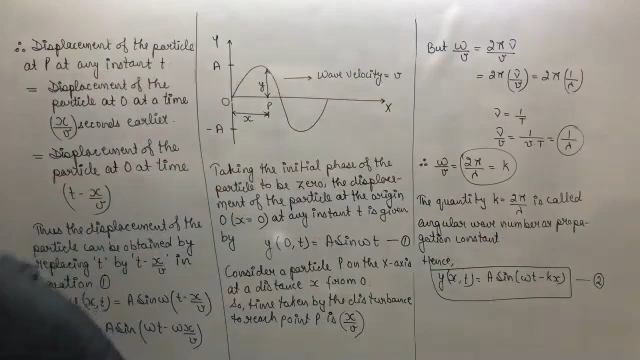 ∴ Displacement of the particle
at P at any instant t
= Displacement of the
particle at O at a time
(x/v) seconds earlier.
= Displacement of the
particle at O at time
(t - x/v)
Thus the displacement of the
particle can be obtained by
replacing 't' by 't - x/v' in
equation ①
(x,t) = A sin ω (t - x/v)
A sin (ωt - ωx/v)
Y
A
y
→ Wave velocity = v
O
P
X
x
-A
Taking the initial phase of the
particle to be zero, the displace-
ment of the particle at the origin
O (x=0) at any instant t is given
by
y(0,t) = A sin ωt — ①
Consider a particle P on the X-axis
at a distance x from O.
So, time taken by the disturbance
to reach point P is (x/v)
But ω/v = 2πν/v
= 2π(ν/v) = 2π(1/λ)
ν = 1/T
ν/v = 1/vT = 1/λ
∴ ω/v = 2π/λ = k
The quantity k = 2π/λ is called
angular wave number or propa-
gation constant
Hence,
y(x,t) = A sin (ωt - kx) — ②